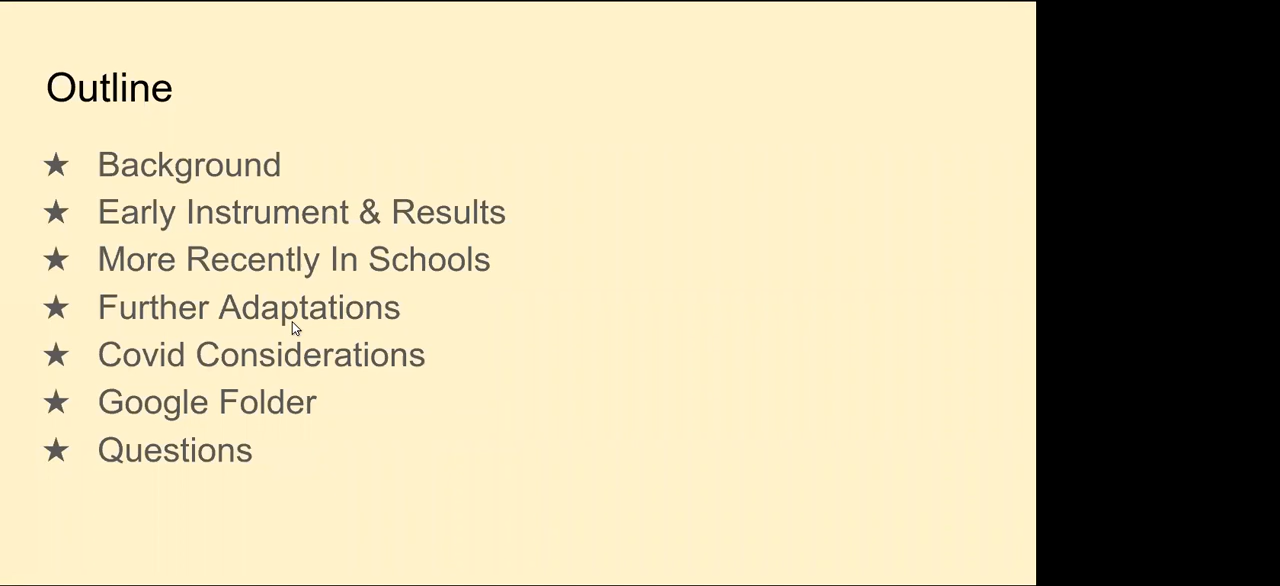 Outline
★ Background
★ Early Instrument & Results
★ More Recently In Schools
★ Further Adaptations
★ Covid Considerations
★ Google Folder
★ Questions